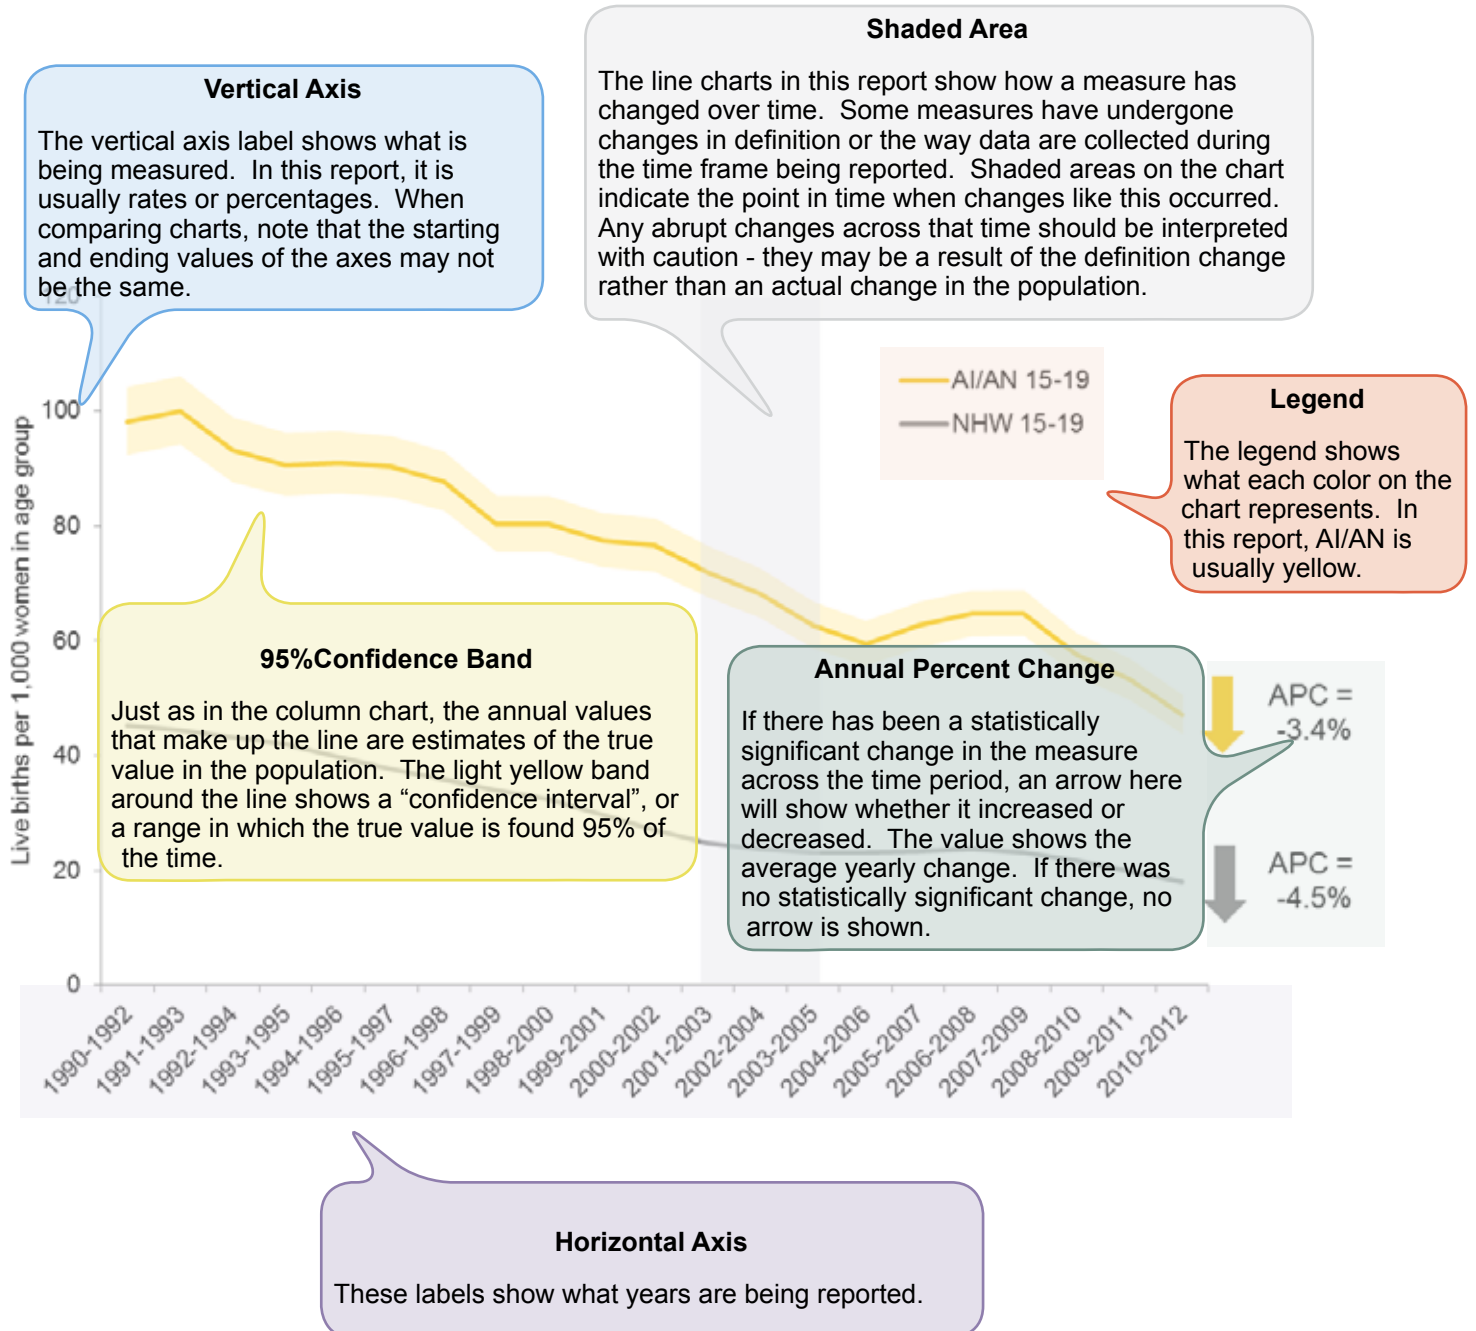 Shaded Area
The line charts in this report show how a measure has
changed over time. Some measures have undergone
changes in definition or the way data are collected during
the time frame being reported. Shaded areas on the chart
indicate the point in time when changes like this occurred.
Any abrupt changes across that time should be interpreted
with caution - they may be a result of the definition change
rather than an actual change in the population.
Vertical Axis
The vertical axis label shows what is
being measured. In this report, it is
usually rates or percentages. When
comparing charts, note that the starting
and ending values of the axes may not
be the same.
120
100
80
60
40
20
0
Live births per 1,000 women in age group
AI/AN 15-19
NHW 15-19
Legend
The legend shows
what each color on the
chart represents. In
this report, AI/AN is
usually yellow.
95%Confidence Band
Just as in the column chart, the annual values
that make up the line are estimates of the true
value in the population. The light yellow band
around the line shows a “confidence interval”, or
a range in which the true value is found 95% of
the time.
Annual Percent Change
If there has been a statistically
significant change in the measure
across the time period, an arrow here
will show whether it increased or
decreased. The value shows the
average yearly change. If there was
no statistically significant change, no
arrow is shown.
APC =
-3.4%
APC =
-4.5%
1990-1992
1991-1993
1992-1994
1993-1995
1994-1996
1995-1997
1996-1998
1997-1999
1998-2000
1999-2001
2000-2002
2001-2003
2002-2004
2003-2005
2004-2006
2005-2007
2006-2008
2007-2009
2008-2010
2009-2011
2010-2012
Horizontal Axis
These labels show what years are being reported.